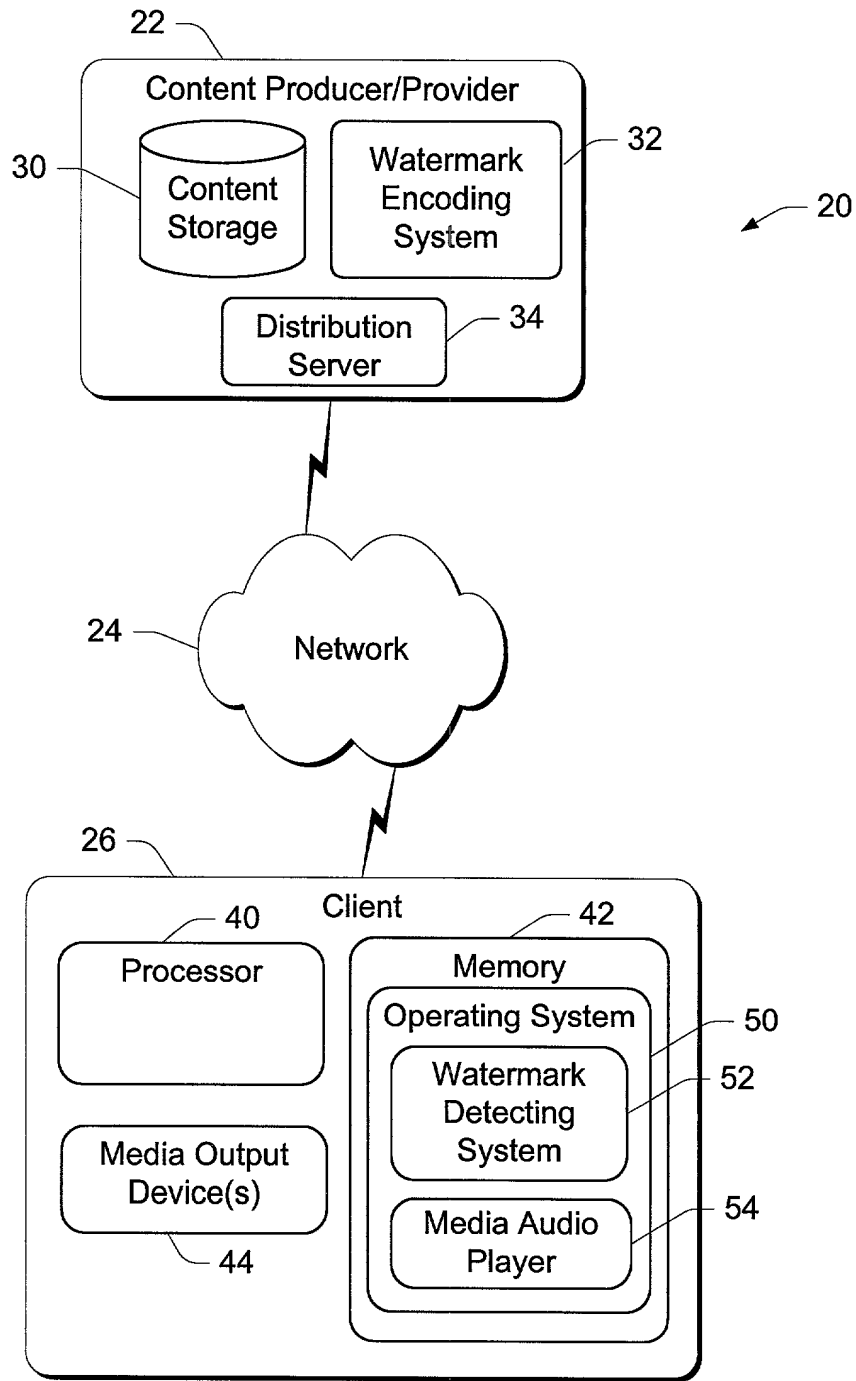 22
Content Producer/Provider
30
Content
Storage
Watermark
Encoding
System
32
20
Distribution
Server
34
24
Network
26
Client
40
Processor
42
Memory
Operating System
50
Watermark
Detecting
System
52
Media Output
Device(s)
44
Media Audio
Player
54